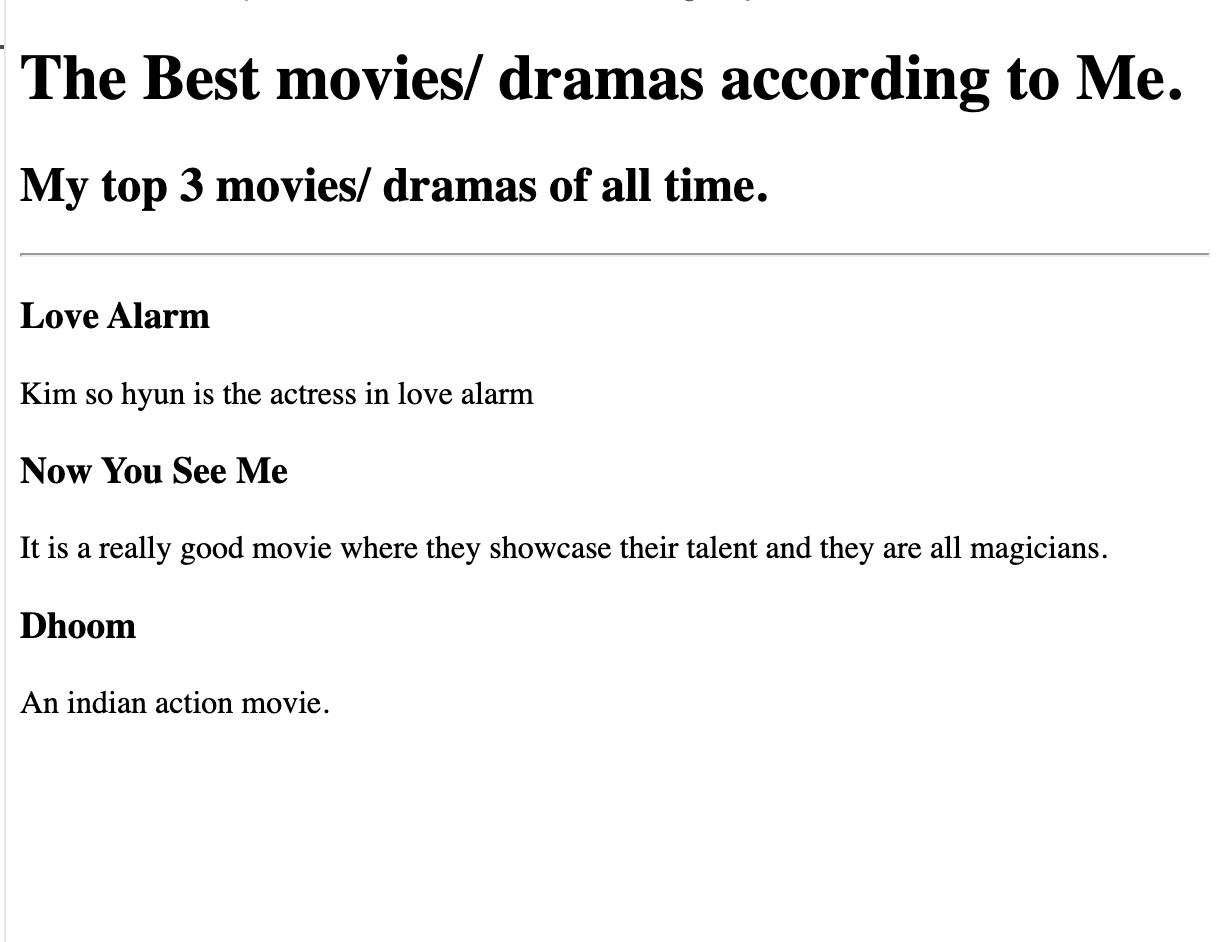 The Best movies/ dramas according to Me.
My top 3 movies/ dramas of all time.
Love Alarm
Kim so hyun is the actress in love alarm
Now You See Me
It is a really good movie where they showcase their talent and they are all magicians.
Dhoom
An indian action movie.